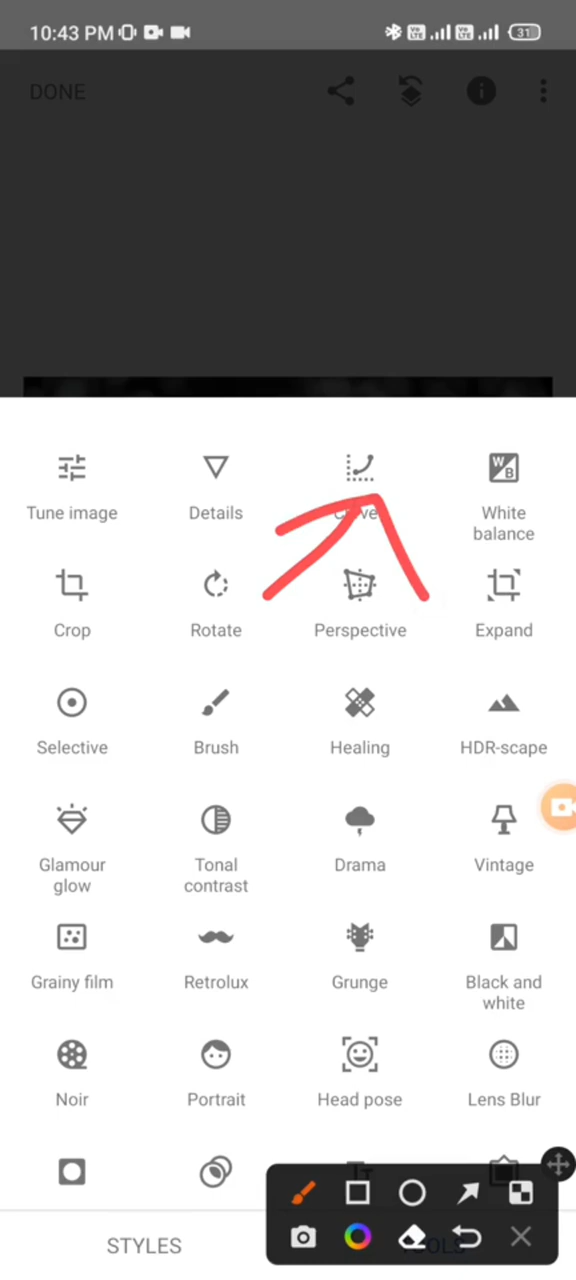 10:43 PM
31
DONE
Tune image
Details
White
balance
Crop
Rotate
Perspective
Expand
Selective
Brush
Healing
HDR-scape
Glamour
glow
Tonal
contrast
Drama
Vintage
Grainy film
Retrolux
Grunge
Black and
white
Noir
Portrait
Head pose
Lens Blur
STYLES